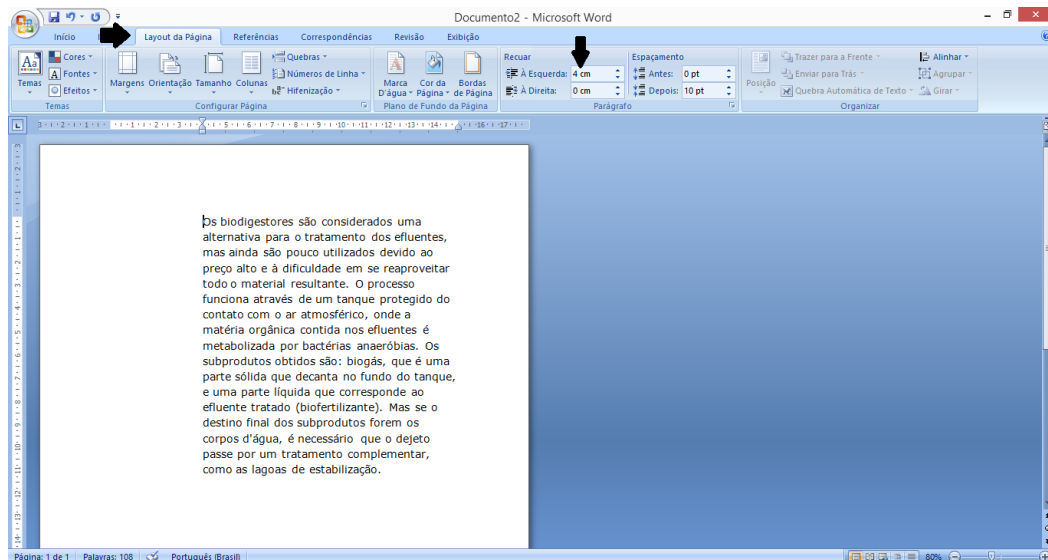 Documento2 - Microsoft Word
Início
Layout da Página
Referências
Correspondências
Revisão
Exibição
Aa
Temas
Cores
A Fontes
Efeitos
Temas
Margens
Orientação
Tamanho
Colunas
Quebras
Números de Linha
Hifenização
Configurar Página
Marca D'água
Cor da Página
Bordas de Página
Plano de Fundo da Página
Recuar
À Esquerda: 4 cm
À Direita: 0 cm
Espaçamento
Antes: 0 pt
Depois: 10 pt
Parágrafo
Posição
Trazer para a Frente
Enviar para Trás
Quebra Automática de Texto
Alinhar
Agrupar
Girar
Organizar
Os biodigestores são considerados uma
alternativa para o tratamento dos efluentes,
mas ainda são pouco utilizados devido ao
preço alto e à dificuldade em se reaproveitar
todo o material resultante. O processo
funciona através de um tanque protegido do
contato com o ar atmosférico, onde a
matéria orgânica contida nos efluentes é
metabolizada por bactérias anaeróbias. Os
subprodutos obtidos são: biogás, que é uma
parte sólida que decanta no fundo do tanque,
e uma parte líquida que corresponde ao
efluente tratado (biofertilizante). Mas se o
destino final dos subprodutos forem os
corpos d'água, é necessário que o dejeto
passe por um tratamento complementar,
como as lagoas de estabilização.
Página: 1 de 1
Palavras: 108
Português (Brasil)
80%